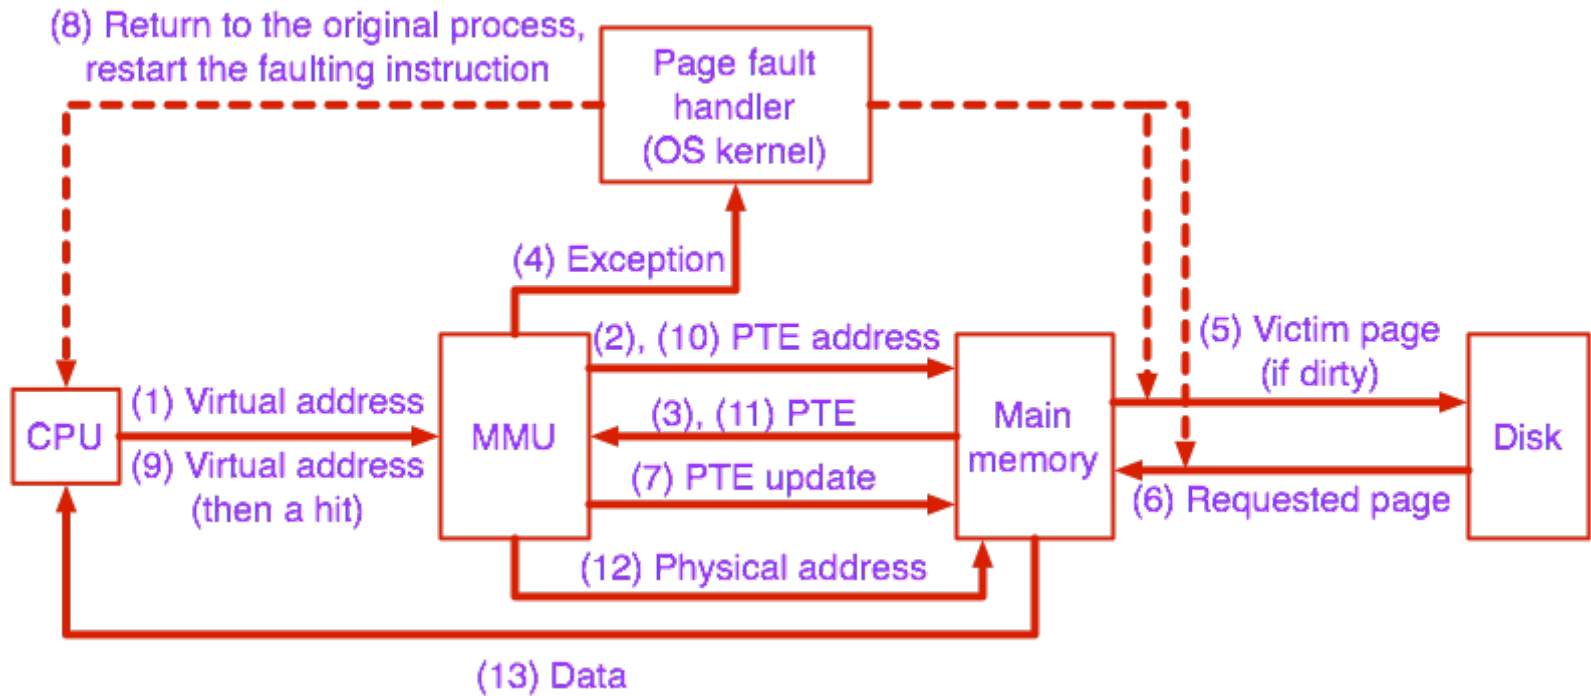 (8) Return to the original process,
restart the faulting instruction
Page fault
handler
(OS kernel)
(4) Exception
(2), (10) PTE address
(5) Victim page
(if dirty)
(1) Virtual address
CPU
(9) Virtual address
(then a hit)
MMU
(3), (11) PTE
(7) PTE update
Main
memory
Disk
(6) Requested page
(12) Physical address
(13) Data